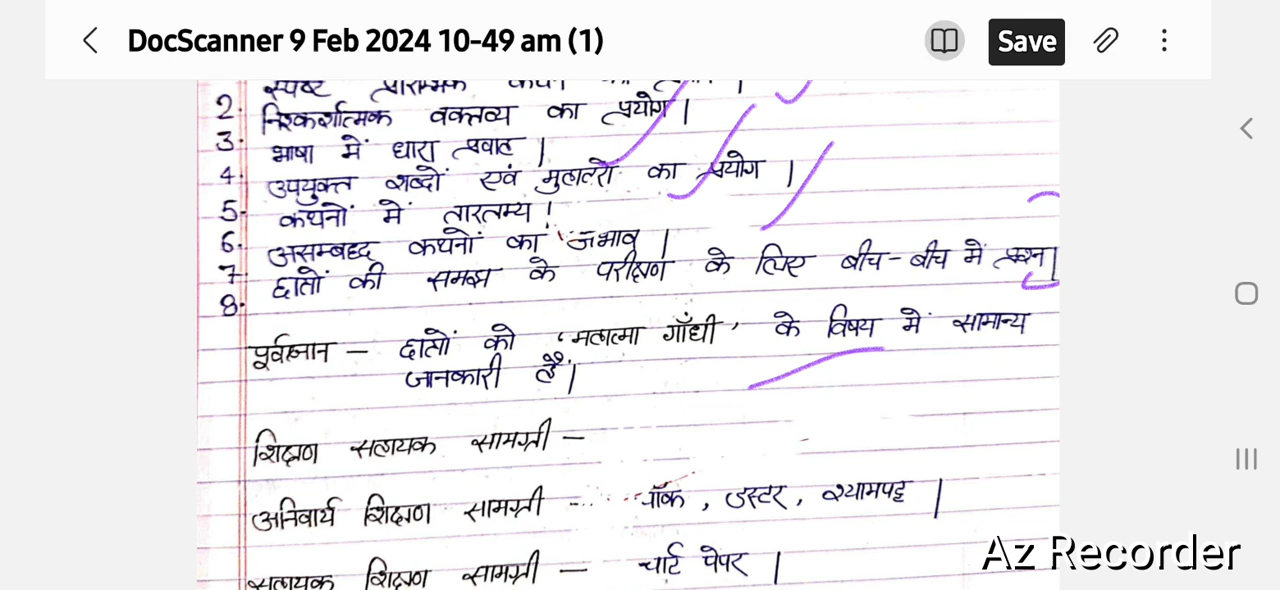 DocScanner 9 Feb 2024 10-49 am (1)
Save
स्पष्ट प्रारम्भिक
2. निश्कर्शात्मक वक्तव्य का प्रयोग |
3. भाषा में धारा प्रवाह |
4. उपयुक्त शब्दों एवं मुहावरों का प्रयोग |
5. कथनों में तारतम्य |
6. असम्बद्ध कथनों का अभाव |
7. छात्रों की समझ के परीक्षण के लिए बीच-बीच में प्रश्न|
8.
पूर्वज्ञान – छात्रों को 'महात्मा गाँधी' के विषय में सामान्य
जानकारी है|
शिक्षण सहायक सामग्री –
अनिवार्य शिक्षण सामग्री – चॉक , डस्टर , श्यामपट्ट |
सहायक शिक्षण सामग्री – चार्ट पेपर |
Az Recorder